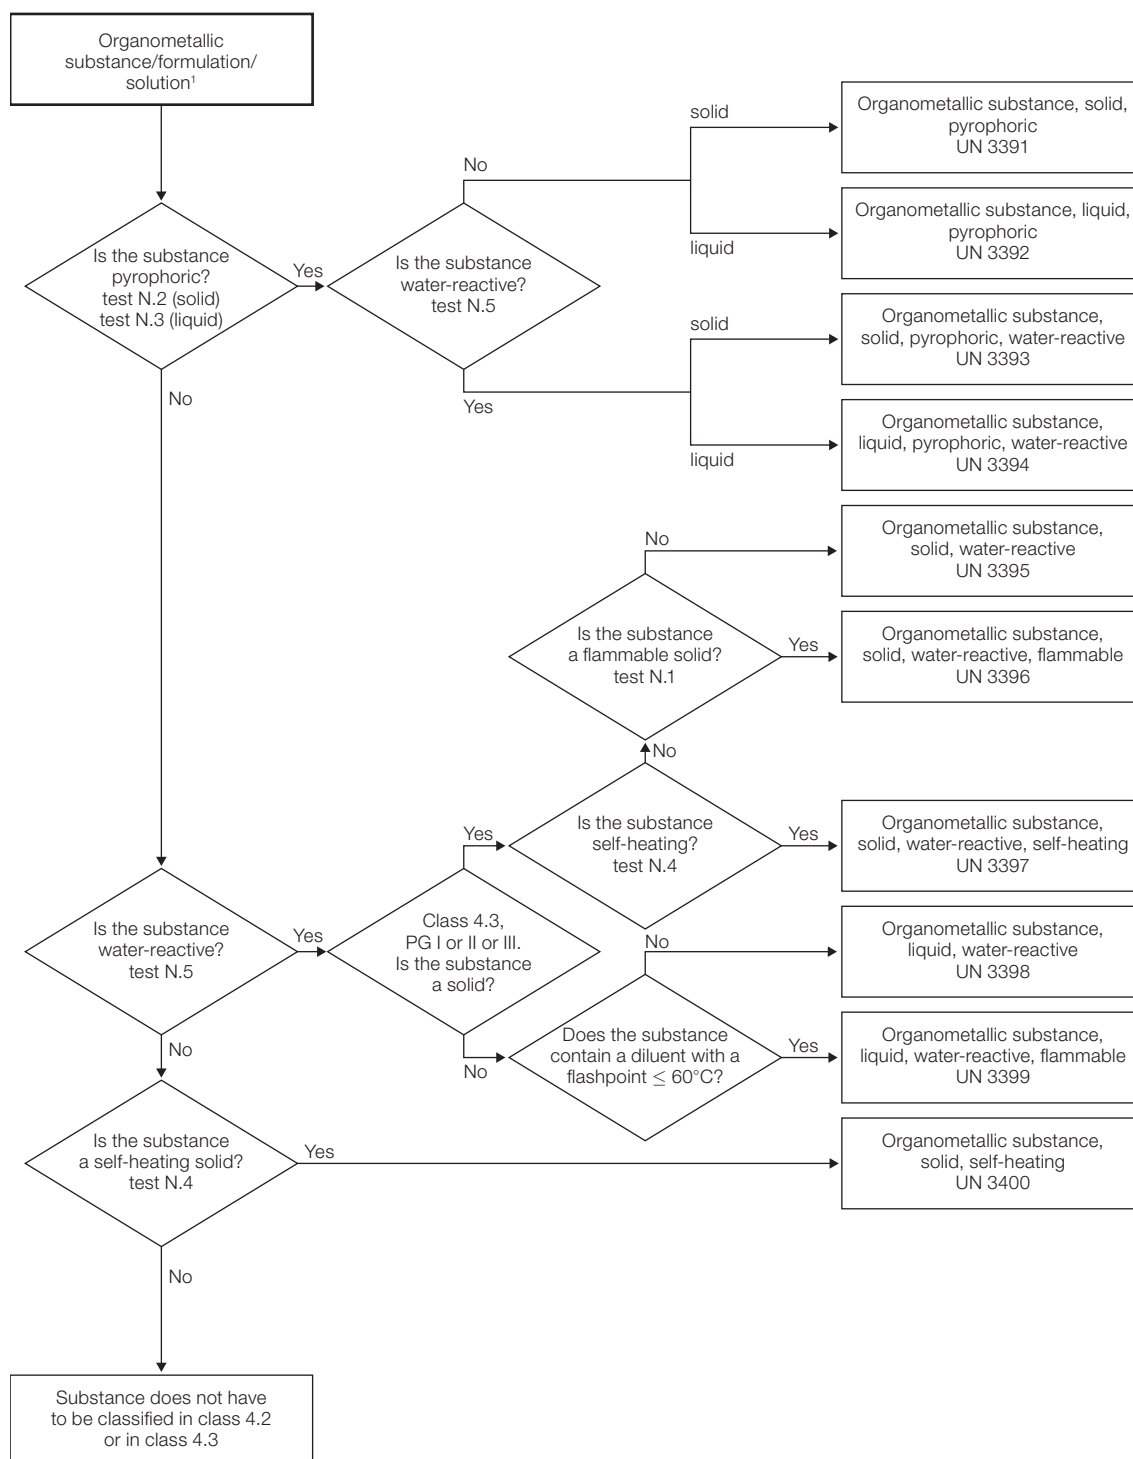 Organometallic
substance/formulation/
solution¹
solid
Organometallic substance, solid,
pyrophoric
UN 3391
No
Organometallic substance, liquid,
pyrophoric
UN 3392
liquid
Is the substance
pyrophoric?
test N.2 (solid)
test N.3 (liquid)
Yes
Is the substance
water-reactive?
test N.5
solid
Organometallic substance,
solid, pyrophoric, water-reactive
UN 3393
No
Yes
Organometallic substance,
liquid, pyrophoric, water-reactive
UN 3394
liquid
No
Organometallic substance,
solid, water-reactive
UN 3395
Is the substance
a flammable solid?
test N.1
Yes
Organometallic substance,
solid, water-reactive, flammable
UN 3396
No
Yes
Is the substance
self-heating?
test N.4
Yes
Organometallic substance,
solid, water-reactive, self-heating
UN 3397
Is the substance
water-reactive?
test N.5
Yes
Class 4.3,
PG I or II or III.
Is the substance
a solid?
No
Organometallic substance,
liquid, water-reactive
UN 3398
No
No
Does the substance
contain a diluent with a
flashpoint ≤ 60°C?
Yes
Organometallic substance,
liquid, water-reactive, flammable
UN 3399
Is the substance
a self-heating solid?
test N.4
Yes
Organometallic substance,
solid, self-heating
UN 3400
No
Substance does not have
to be classified in class 4.2
or in class 4.3